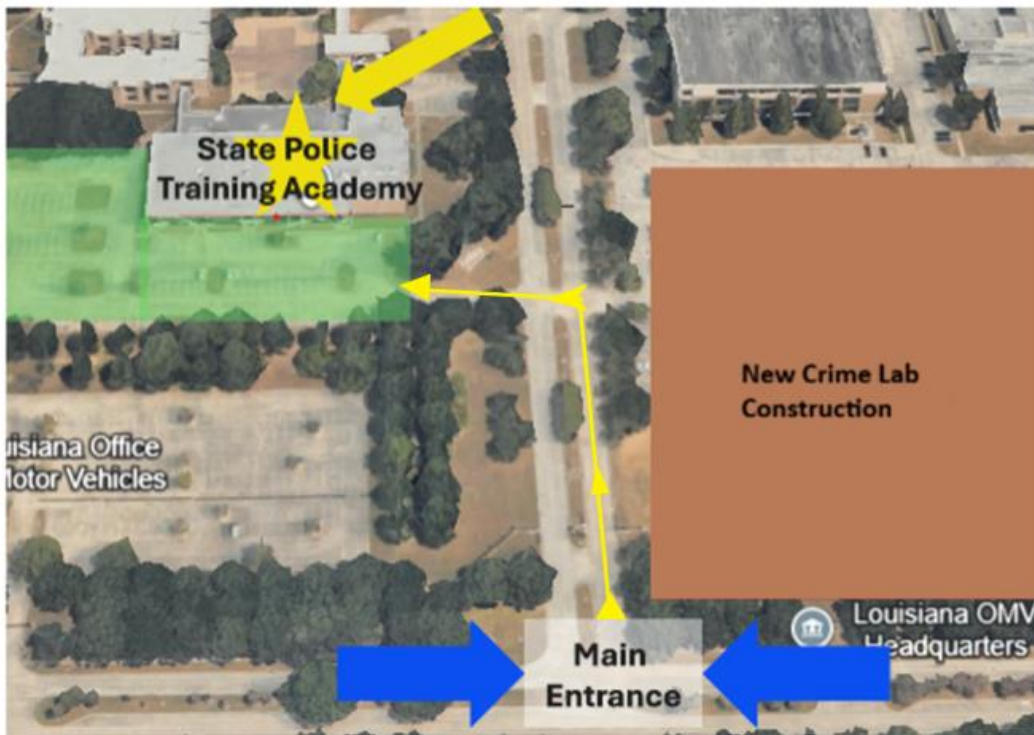 State Police
Training Academy
New Crime Lab
Construction
uisiana Office
Motor Vehicles
Louisiana OMV
Headquarters
Main
Entrance